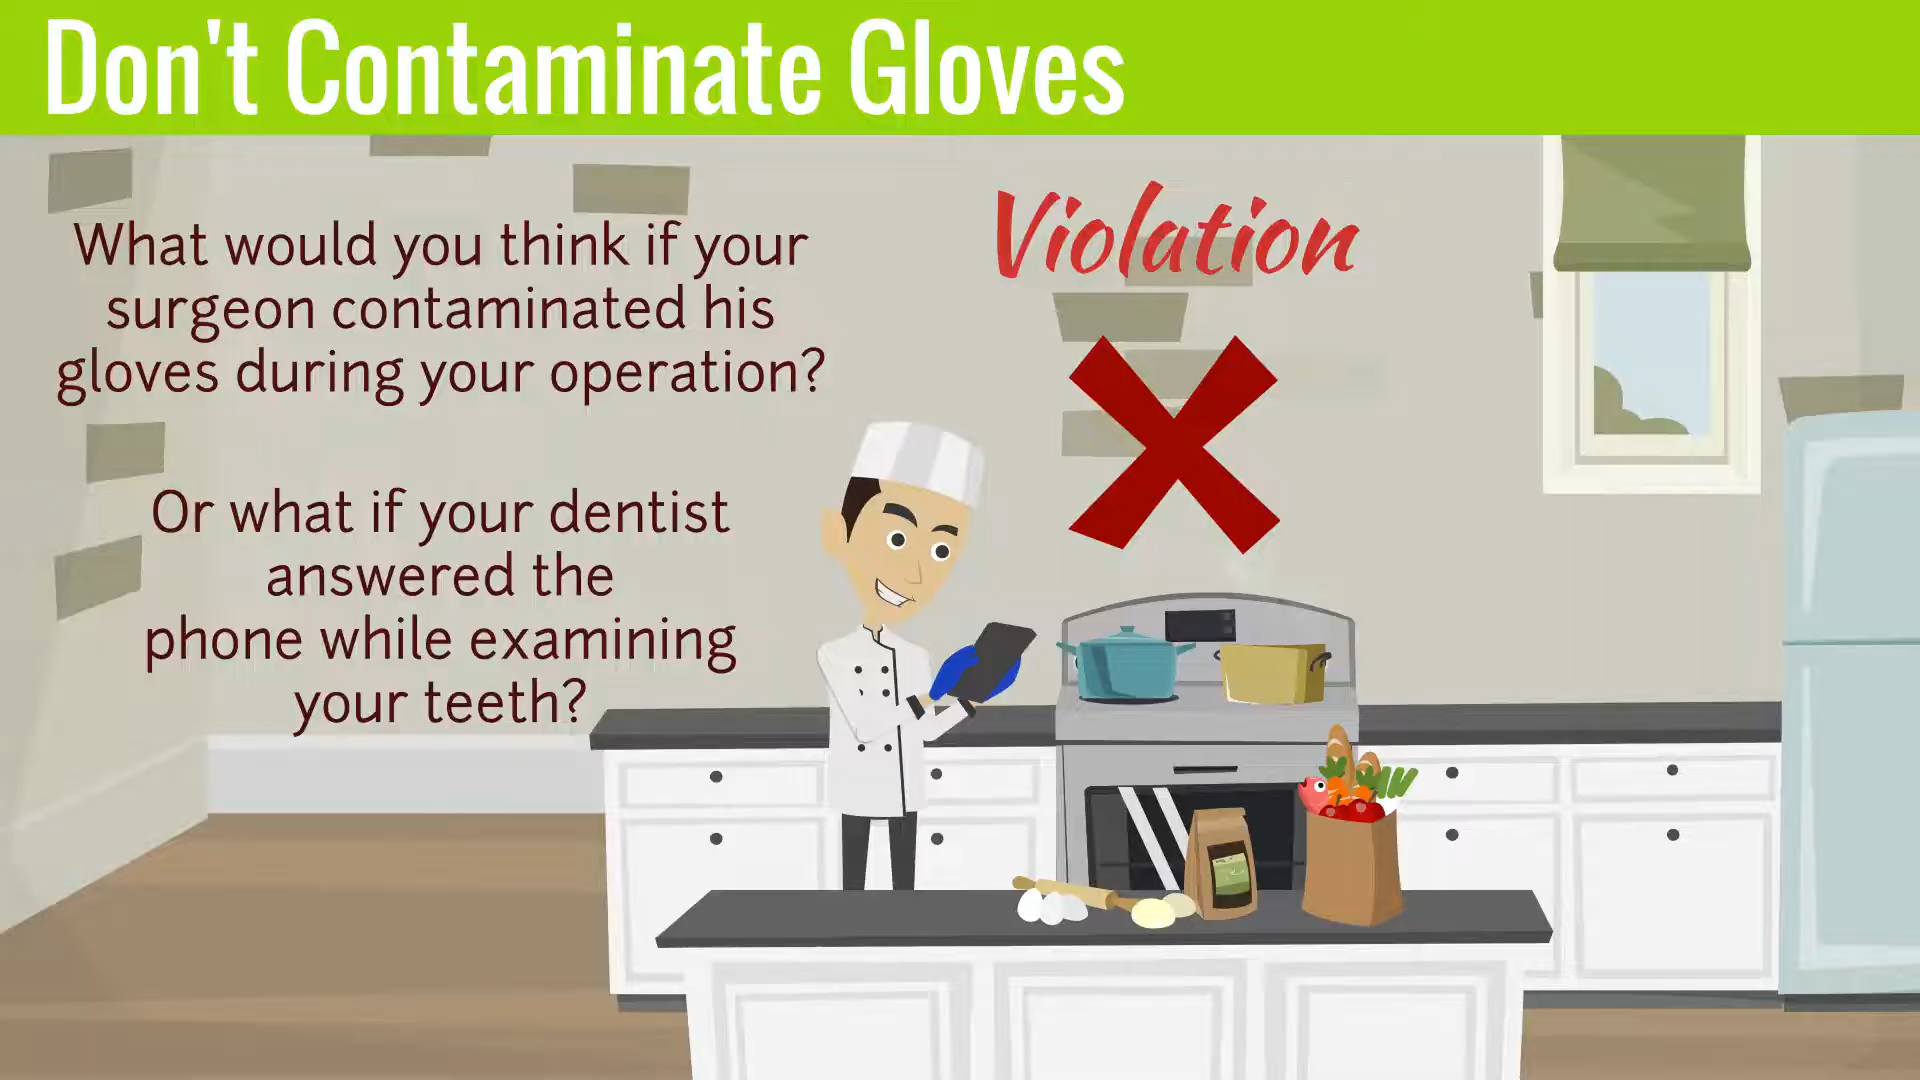 Don't Contaminate Gloves
What would you think if your
surgeon contaminated his
gloves during your operation?
Or what if your dentist
answered the
phone while examining
your teeth?
Violation